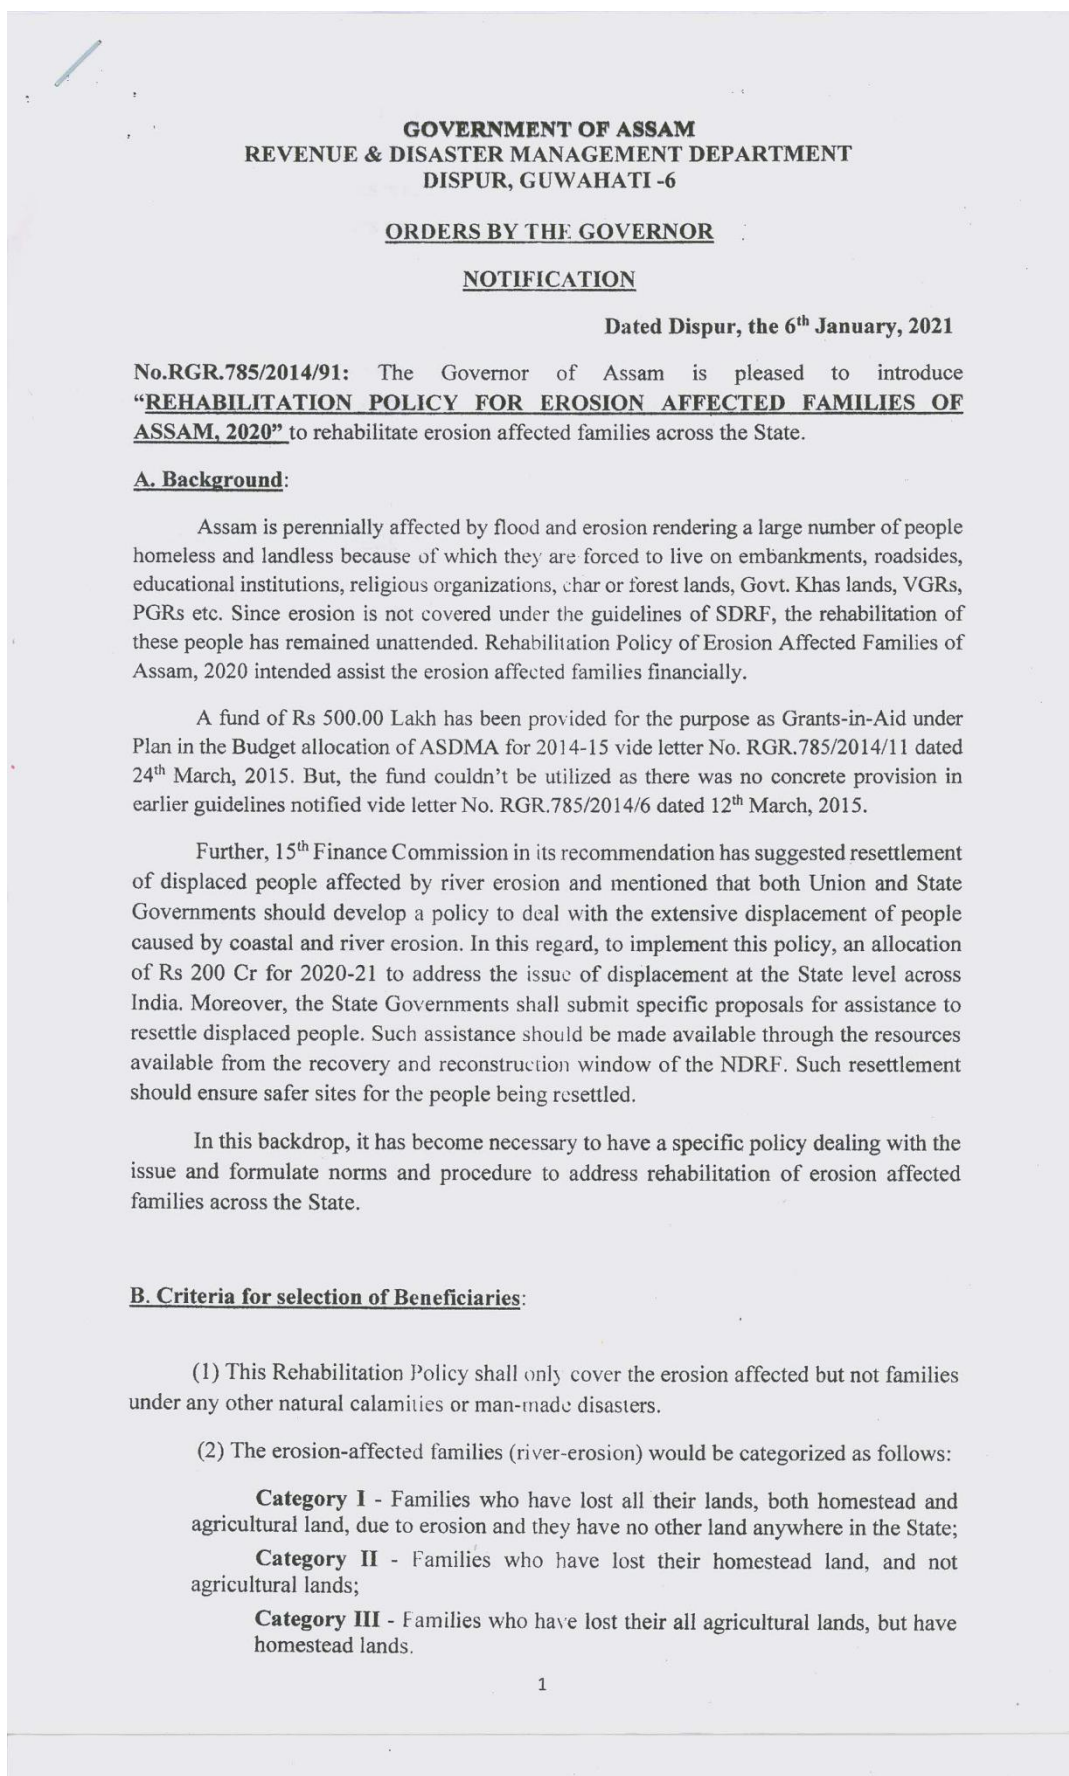 GOVERNMENT OF ASSAM
REVENUE & DISASTER MANAGEMENT DEPARTMENT
DISPUR, GUWAHATI -6
ORDERS BY THE GOVERNOR
NOTIFICATION
Dated Dispur, the 6th January, 2021
No.RGR.785/2014/91: The Governor of Assam is pleased to introduce
“REHABILITATION POLICY FOR EROSION AFFECTED FAMILIES OF
ASSAM, 2020” to rehabilitate erosion affected families across the State.
A. Background:
Assam is perennially affected by flood and erosion rendering a large number of people
homeless and landless because of which they are forced to live on embankments, roadsides,
educational institutions, religious organizations, char or forest lands, Govt. Khas lands, VGRs,
PGRs etc. Since erosion is not covered under the guidelines of SDRF, the rehabilitation of
these people has remained unattended. Rehabilitation Policy of Erosion Affected Families of
Assam, 2020 intended assist the erosion affected families financially.
A fund of Rs 500.00 Lakh has been provided for the purpose as Grants-in-Aid under
Plan in the Budget allocation of ASDMA for 2014-15 vide letter No. RGR.785/2014/11 dated
24th March, 2015. But, the fund couldn’t be utilized as there was no concrete provision in
earlier guidelines notified vide letter No. RGR.785/2014/6 dated 12th March, 2015.
Further, 15th Finance Commission in its recommendation has suggested resettlement
of displaced people affected by river erosion and mentioned that both Union and State
Governments should develop a policy to deal with the extensive displacement of people
caused by coastal and river erosion. In this regard, to implement this policy, an allocation
of Rs 200 Cr for 2020-21 to address the issue of displacement at the State level across
India. Moreover, the State Governments shall submit specific proposals for assistance to
resettle displaced people. Such assistance should be made available through the resources
available from the recovery and reconstruction window of the NDRF. Such resettlement
should ensure safer sites for the people being resettled.
In this backdrop, it has become necessary to have a specific policy dealing with the
issue and formulate norms and procedure to address rehabilitation of erosion affected
families across the State.
B. Criteria for selection of Beneficiaries:
(1) This Rehabilitation Policy shall only cover the erosion affected but not families
under any other natural calamities or man-made disasters.
(2) The erosion-affected families (river-erosion) would be categorized as follows:
Category I - Families who have lost all their lands, both homestead and
agricultural land, due to erosion and they have no other land anywhere in the State;
Category II - Families who have lost their homestead land, and not
agricultural lands;
Category III - Families who have lost their all agricultural lands, but have
homestead lands.
1